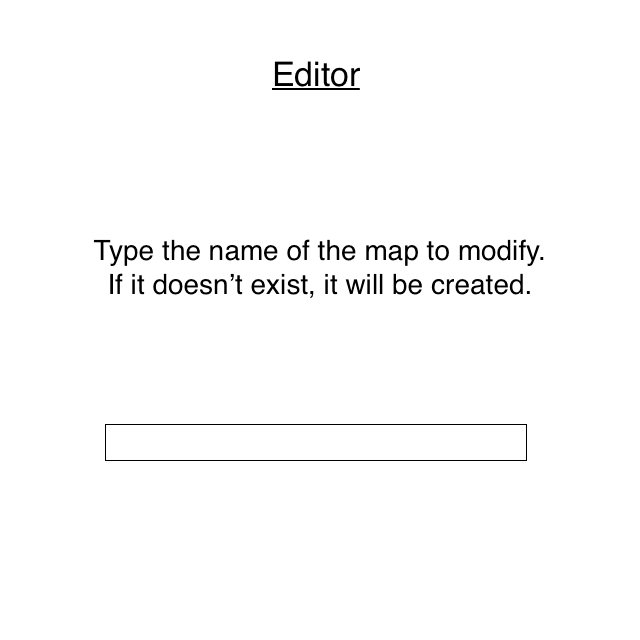 Editor
Type the name of the map to modify.
If it doesn’t exist, it will be created.